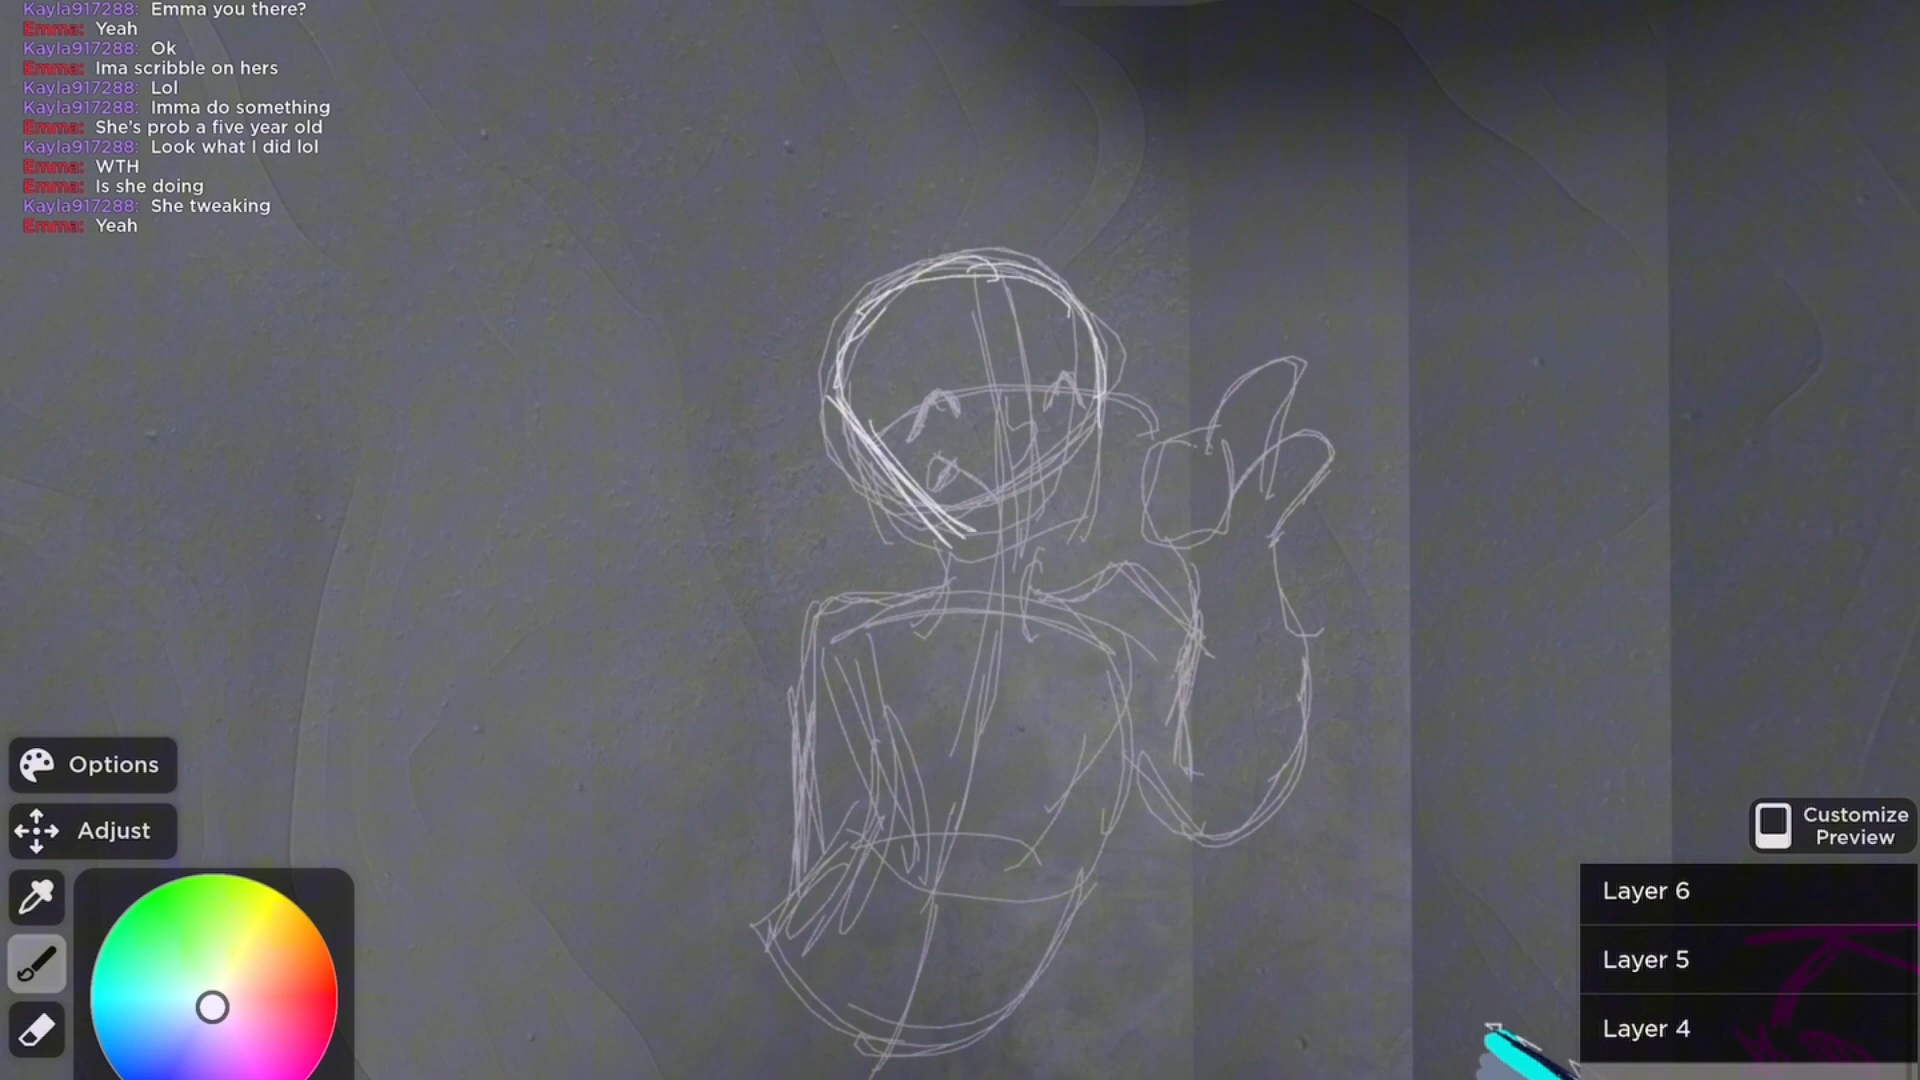 Kayla917288: Emma you there?
Emma: Yeah
Kayla917288: Ok
Emma: Ima scribble on hers
Kayla917288: Lol
Kayla917288: Imma do something
Emma: She's prob a five year old
Kayla917288: Look what I did lol
Emma: WTH
Emma: Is she doing
Kayla917288: She tweaking
Emma: Yeah
Options
Adjust
Customize
Preview
Layer 6
Layer 5
Layer 4